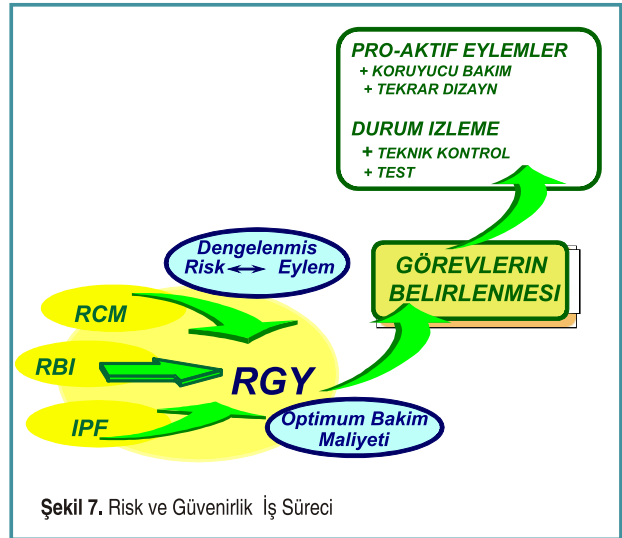 PRO-AKTIF EYLEMLER
+ KORUYUCU BAKIM
+ TEKRAR DIZAYN
DURUM IZLEME
+ TEKNIK KONTROL
+ TEST
Dengelenmis
Risk ↔ Eylem
GÖREVLERIN
BELIRLENMESI
RCM
RBI
RGY
IPF
Optimum Bakim
Maliyeti
Şekil 7. Risk ve Güvenirlik İş Süreci